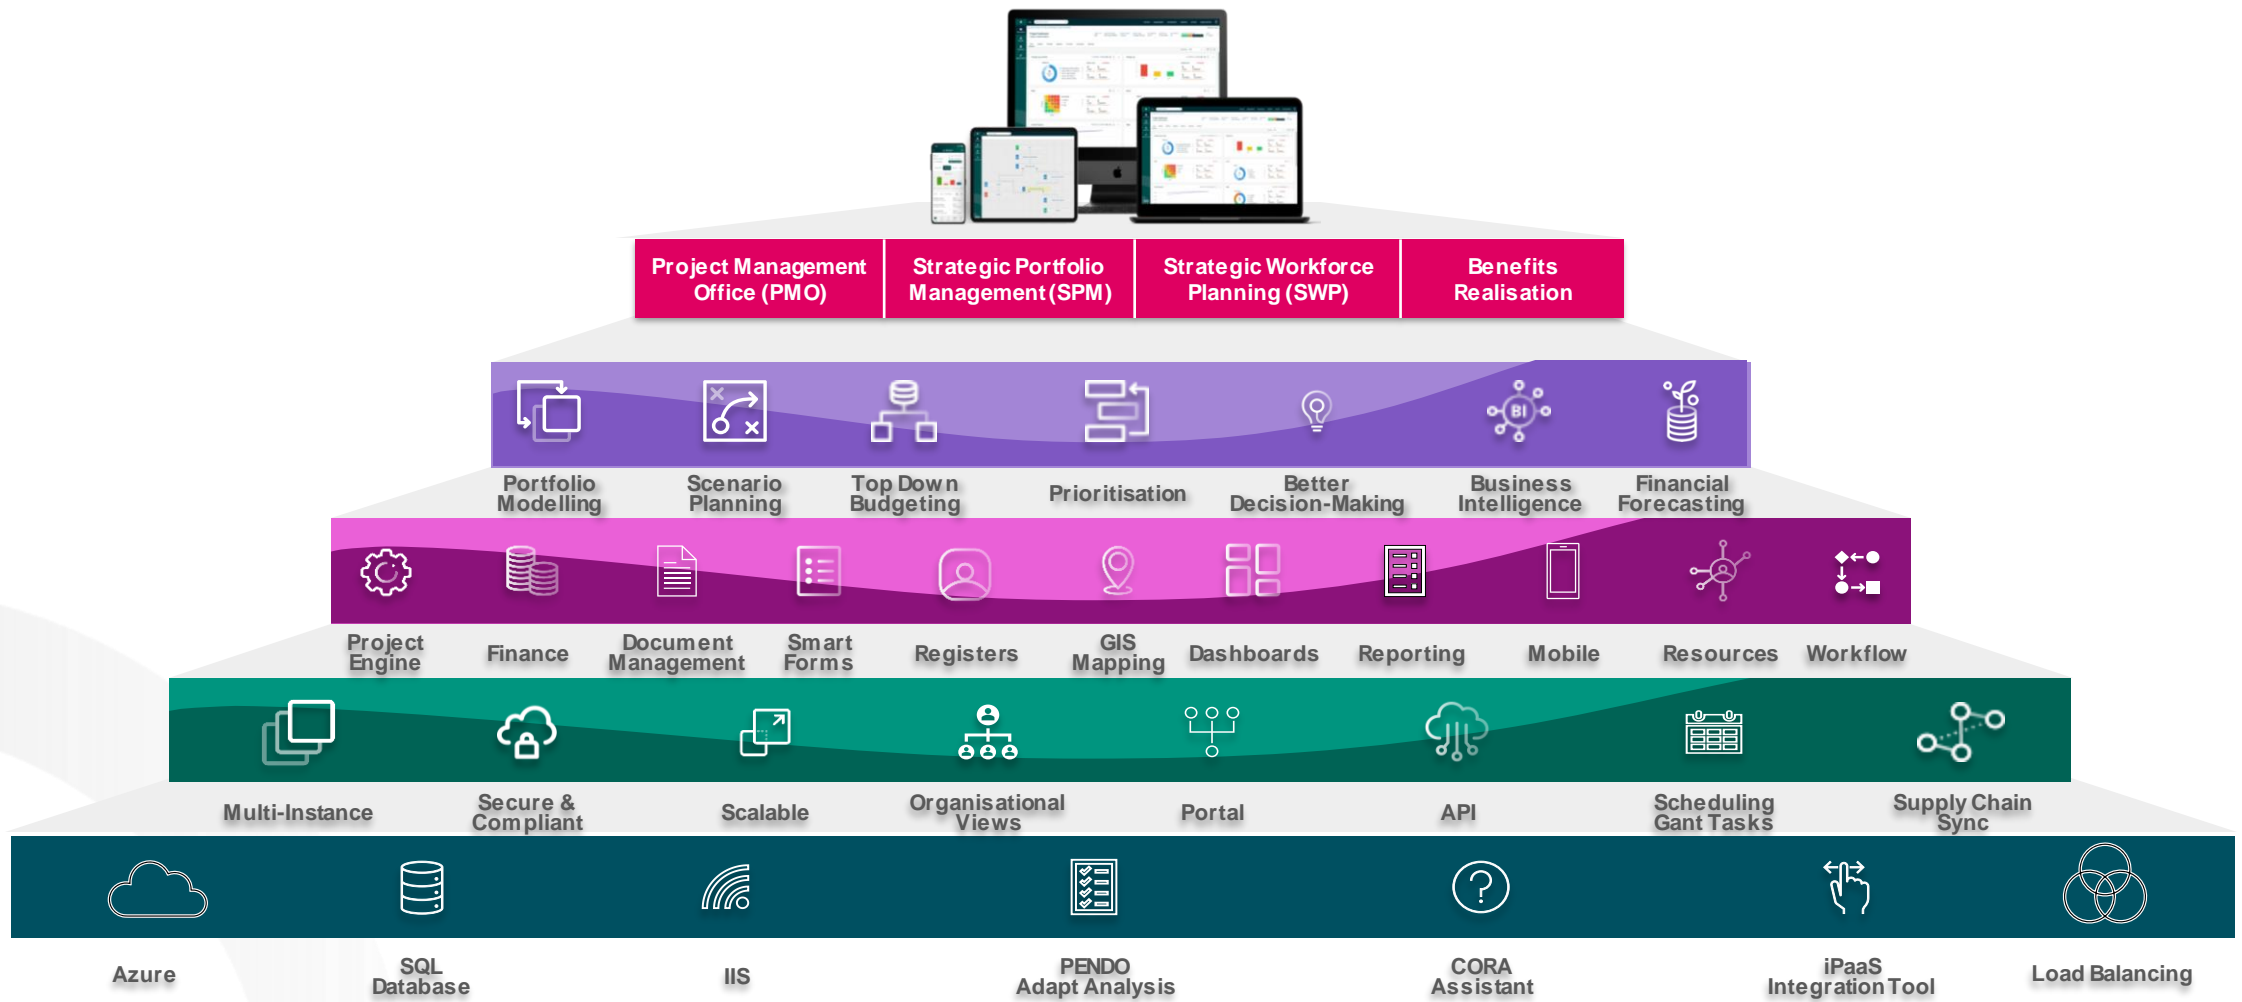 Project Management
Office (PMO)
Strategic Portfolio
Management (SPM)
Strategic Workforce
Planning (SWP)
Benefits
Realisation
BI
Portfolio
Modelling
Scenario
Planning
Top Down
Budgeting
Prioritisation
Better
Decision-Making
Business
Intelligence
Financial
Forecasting
Project
Engine
Finance
Document
Management
Smart
Forms
Registers
GIS
Mapping
Dashboards
Reporting
Mobile
Resources
Workflow
Multi-Instance
Secure &
Compliant
Scalable
Organisational
Views
Portal
API
Scheduling
Gant Tasks
Supply Chain
Sync
?
Azure
SQL
Database
IIS
PENDO
Adapt Analysis
CORA
Assistant
iPaaS
Integration Tool
Load Balancing